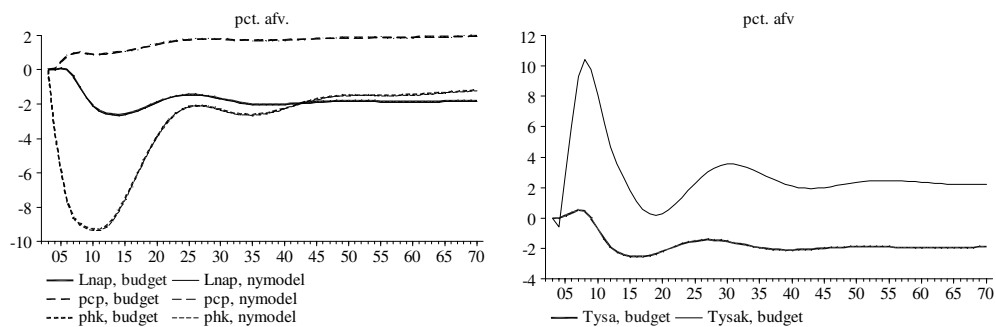 pct. afv.
2
0
-2
-4
-6
-8
-10
05 10 15 20 25 30 35 40 45 50 55 60 65 70
Lnap, budget Lnap, nymodel
pcp, budget pcp, nymodel
phk, budget phk, nymodel
pct. afv
12
10
8
6
4
2
0
-2
-4
05 10 15 20 25 30 35 40 45 50 55 60 65 70
Tysa, budget Tysak, budget